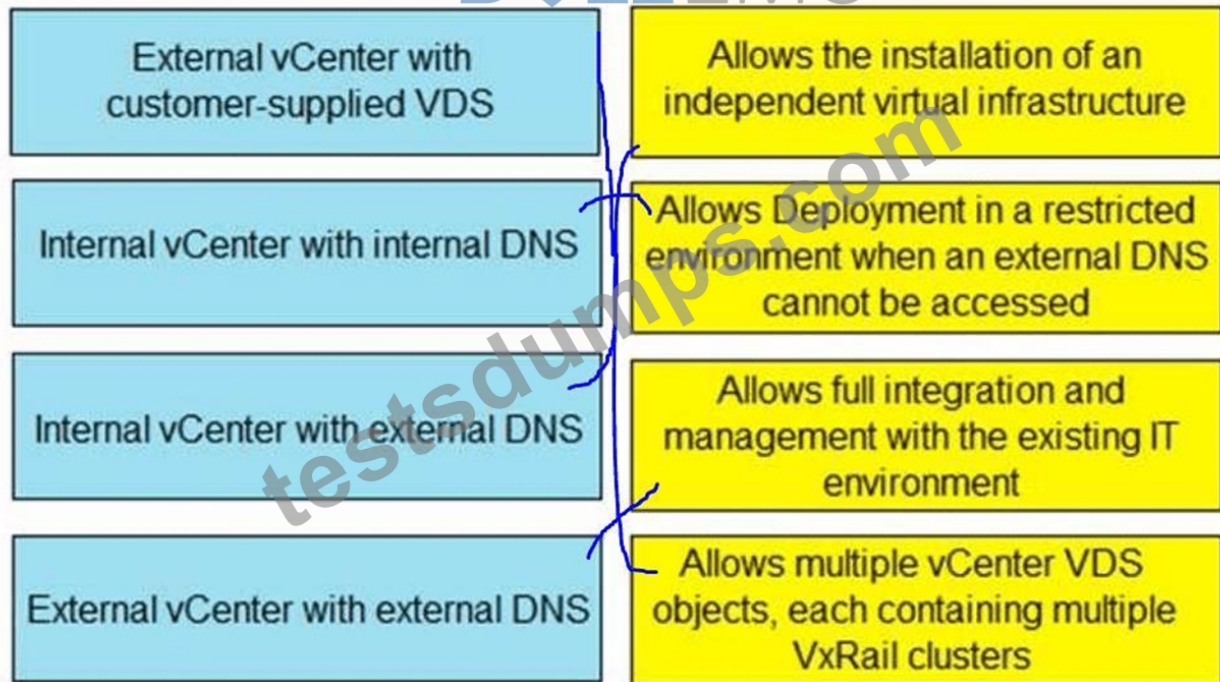 External vCenter with
customer-supplied VDS
Allows the installation of an
independent virtual infrastructure
Internal vCenter with internal DNS
Allows Deployment in a restricted
environment when an external DNS
cannot be accessed
Internal vCenter with external DNS
Allows full integration and
management with the existing IT
environment
External vCenter with external DNS
Allows multiple vCenter VDS
objects, each containing multiple
VxRail clusters
testsdumps.com